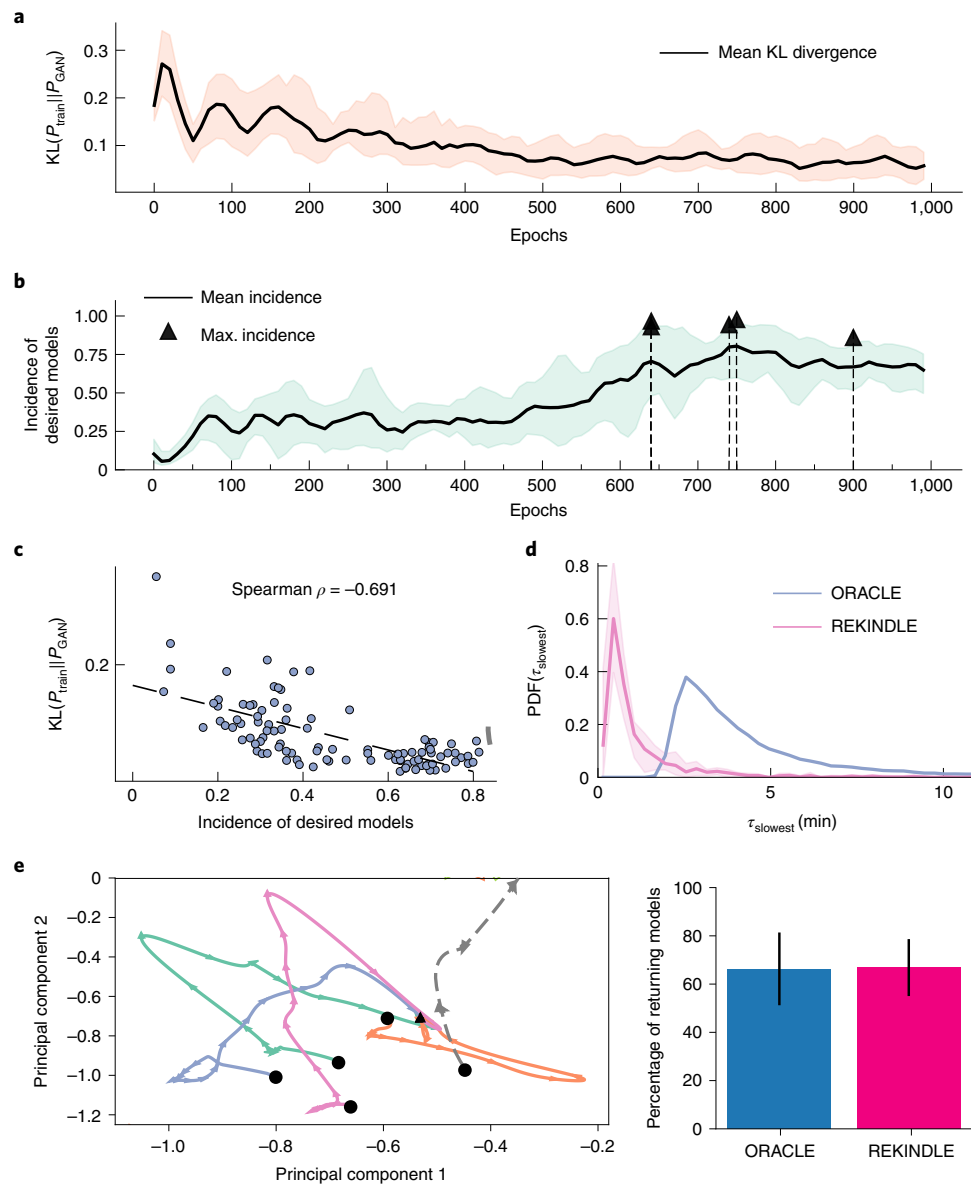 a
KL(P_train||P_GAN)
0.3
0.2
0.1
Mean KL divergence
0 100 200 300 400 500 600 700 800 900 1,000
Epochs
b
Incidence of
desired models
1.00
0.75
0.50
0.25
0
Mean incidence
Max. incidence
0 100 200 300 400 500 600 700 800 900 1,000
Epochs
c
KL(P_train||P_GAN)
0.2
Spearman ρ = −0.691
0 0.2 0.4 0.6 0.8
Incidence of desired models
d
PDF(τ_slowest)
0.8
0.6
0.4
0.2
0
ORACLE
REKINDLE
0 5 10
τ_slowest (min)
e
Principal component 2
0
−0.2
−0.4
−0.6
−0.8
−1.0
−1.2
−1.0 −0.8 −0.6 −0.4 −0.2
Principal component 1
Percentage of returning models
100
80
60
40
20
0
ORACLE REKINDLE